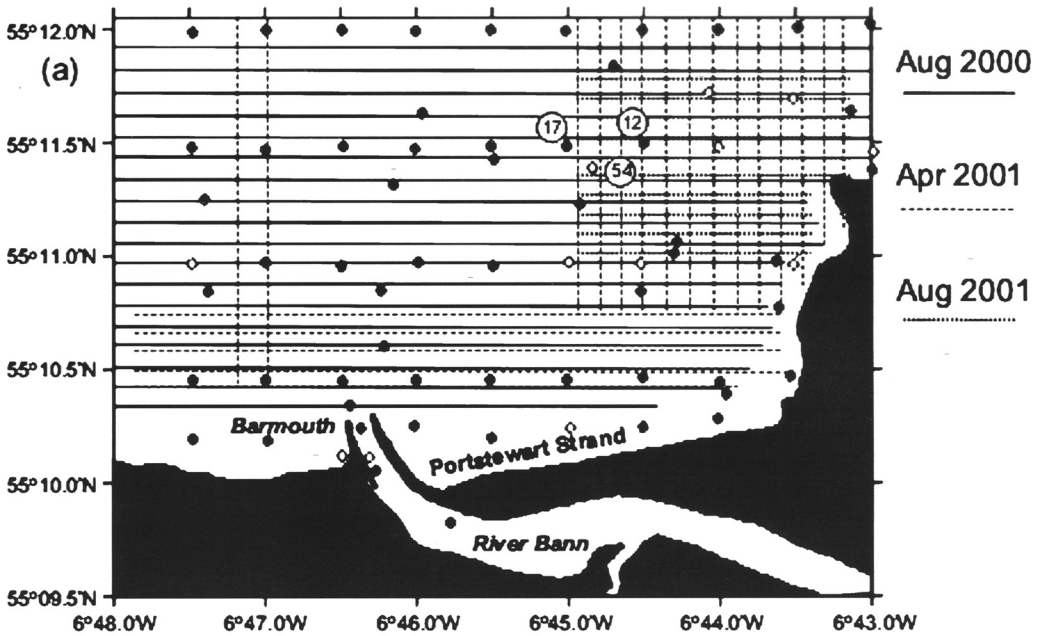 55°12.0'N
(a)
Aug 2000
17
12
55°11.5'N
54
Apr 2001
55°11.0'N
Aug 2001
55°10.5'N
Barmouth
Portstewart Strand
55°10.0'N
River Bann
55°09.5'N
6°48.0'W 6°47.0'W 6°46.0'W 6°45.0'W 6°44.0'W 6°43.0'W